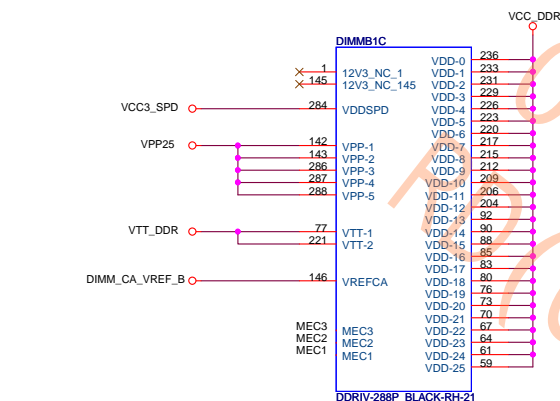 VCC_DDR
DIMMB1C
1 12V3_NC_1
145 12V3_NC_145
VCC3_SPD 284 VDDSPD
VPP25 142 VPP-1
143 VPP-2
286 VPP-3
287 VPP-4
288 VPP-5
VTT_DDR 77 VTT-1
221 VTT-2
DIMM_CA_VREF_B 146 VREFCA
MEC3 MEC3
MEC2 MEC2
MEC1 MEC1
VDD-0 236
VDD-1 233
VDD-2 231
VDD-3 229
VDD-4 226
VDD-5 223
VDD-6 220
VDD-7 217
VDD-8 215
VDD-9 212
VDD-10 209
VDD-11 206
VDD-12 204
VDD-13 92
VDD-14 90
VDD-15 88
VDD-16 85
VDD-17 83
VDD-18 80
VDD-19 76
VDD-20 73
VDD-21 70
VDD-22 67
VDD-23 64
VDD-24 61
VDD-25 59
DDRIV-288P_BLACK-RH-21